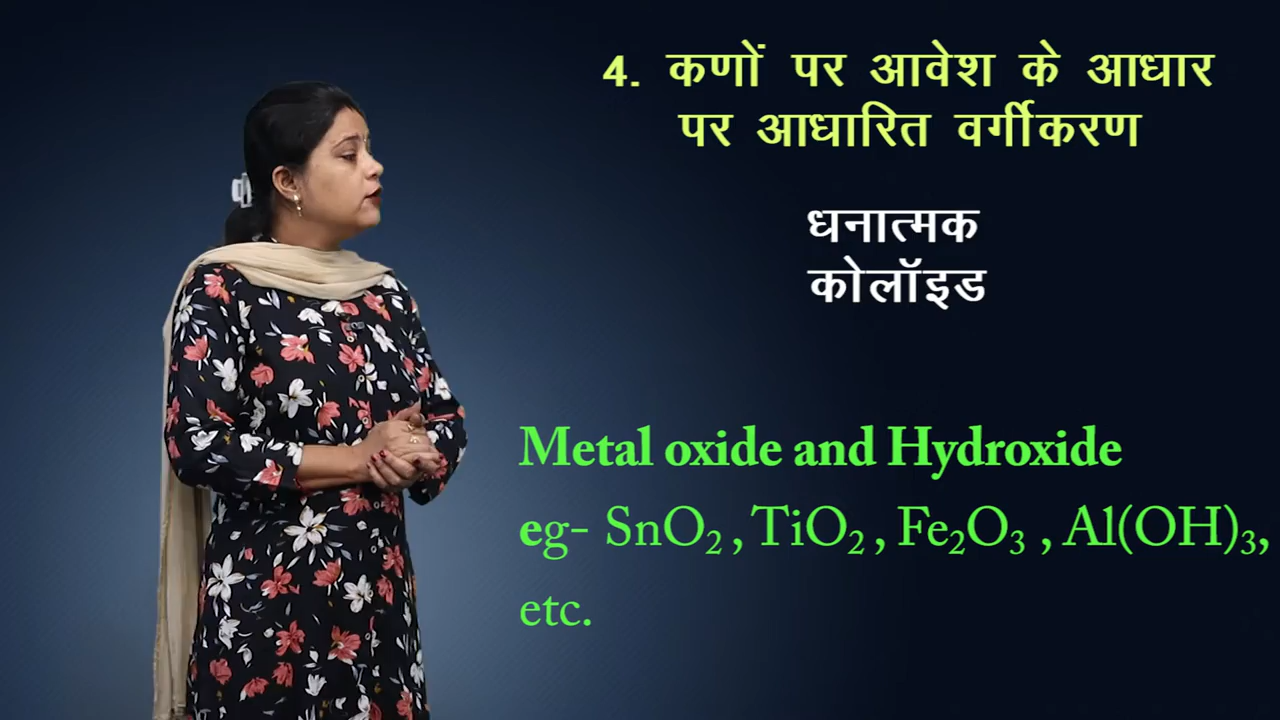 4. कणों पर आवेश के आधार
पर आधारित वर्गीकरण
धनात्मक
कोलॉइड
Metal oxide and Hydroxide
eg- SnO₂, TiO₂, Fe₂O₃, Al(OH)₃,
etc.